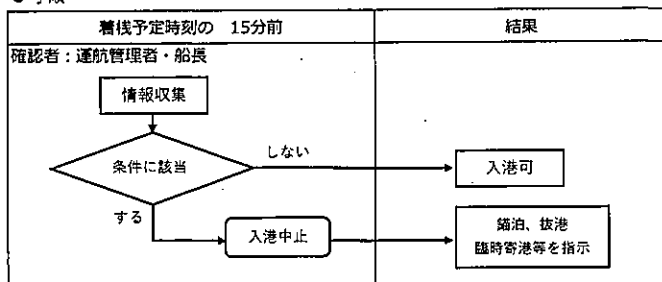 着桟予定時刻の 15分前
結果
確認者：運航管理者・船長
情報収集
条件に該当
しない
入港可
する
入港中止
錨泊、抜港
臨時寄港等を指示